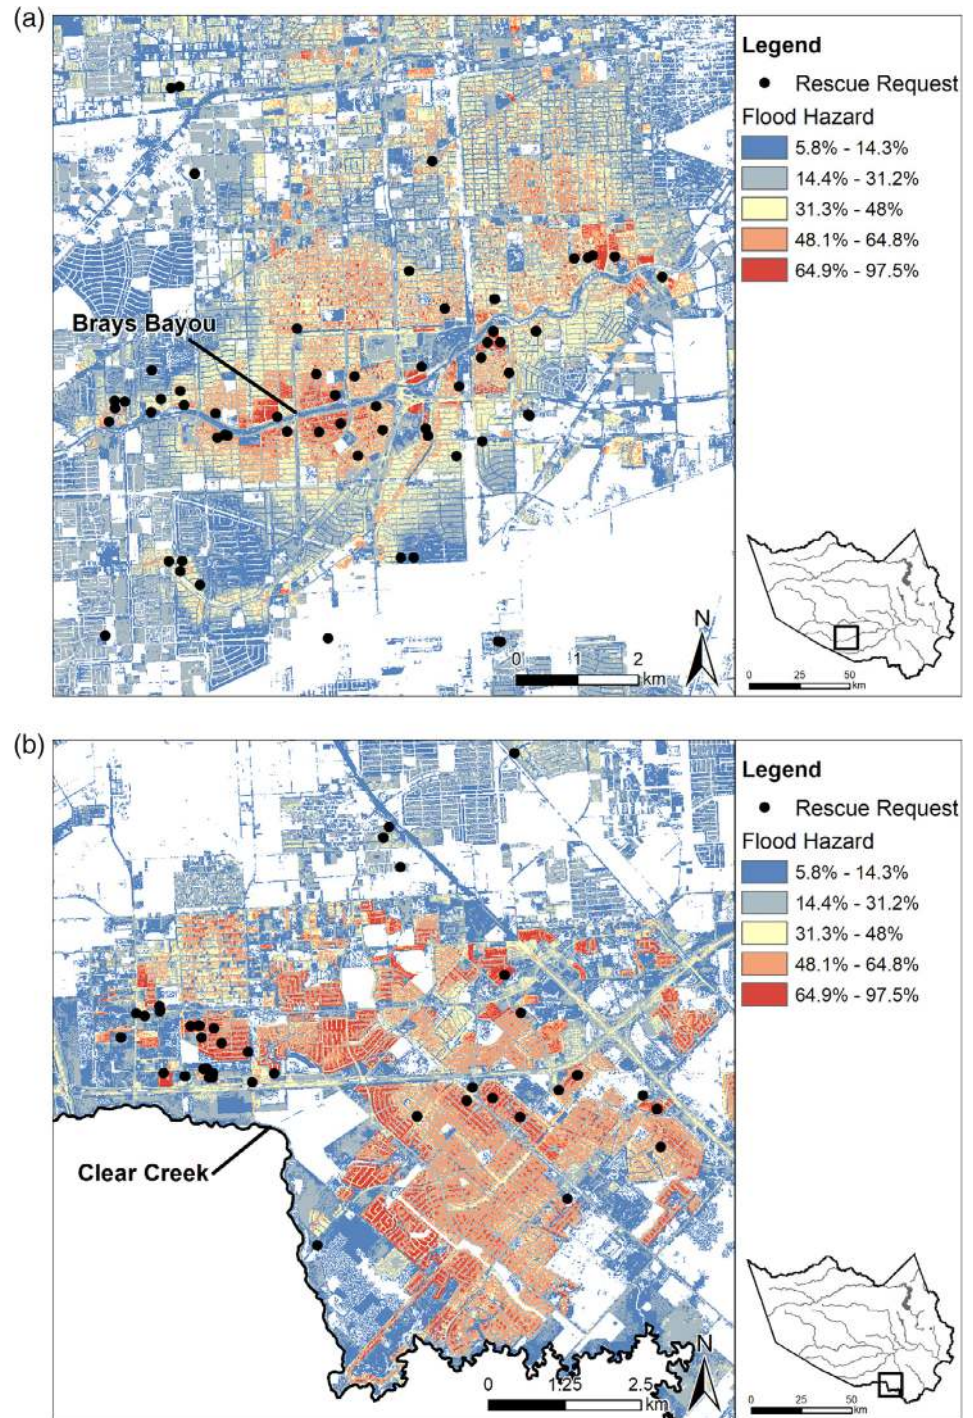 (a)
Legend
Rescue Request
Flood Hazard
5.8% - 14.3%
14.4% - 31.2%
31.3% - 48%
48.1% - 64.8%
64.9% - 97.5%
Brays Bayou
N
0 1 2
km
0 25 50
km
(b)
Legend
Rescue Request
Flood Hazard
5.8% - 14.3%
14.4% - 31.2%
31.3% - 48%
48.1% - 64.8%
64.9% - 97.5%
Clear Creek
N
0 1.25 2.5
km
0 25 50
km